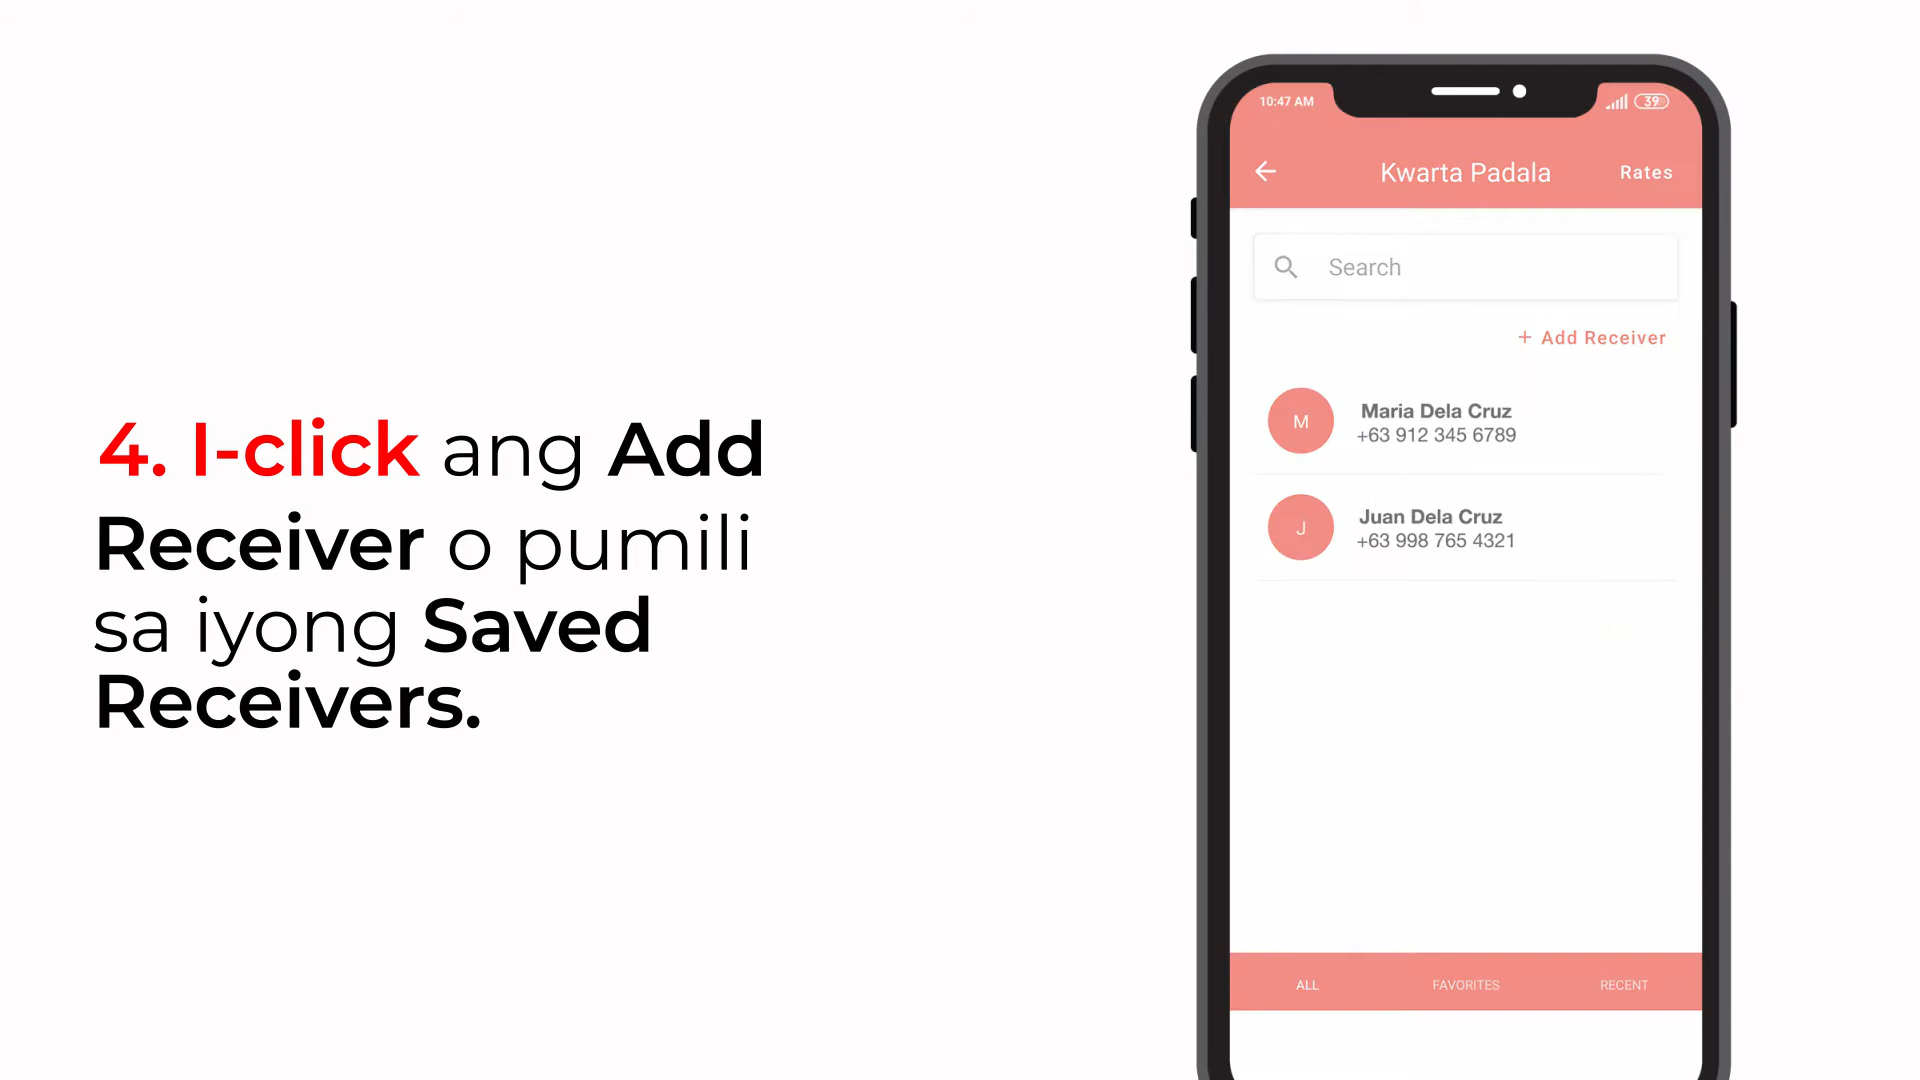 4. I-click ang Add
Receiver o pumili
sa iyong Saved
Receivers.
10:47 AM
39
Kwarta Padala
Rates
Search
+ Add Receiver
M
Maria Dela Cruz
+63 912 345 6789
J
Juan Dela Cruz
+63 998 765 4321
ALL
FAVORITES
RECENT